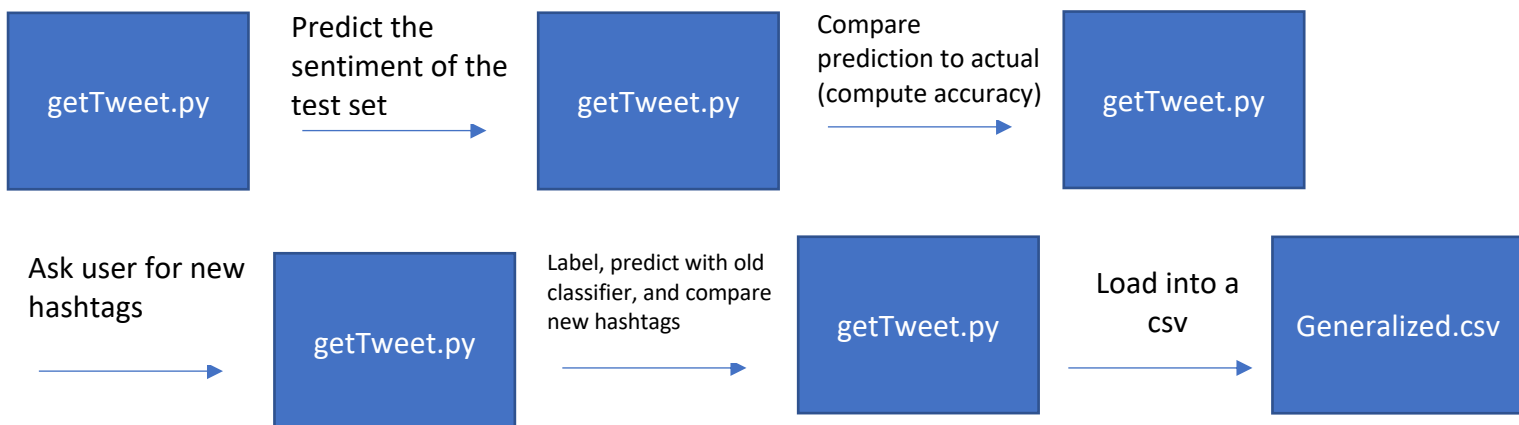 getTweet.py
Predict the
sentiment of the
test set
getTweet.py
Compare
prediction to actual
(compute accuracy)
getTweet.py
Ask user for new
hashtags
getTweet.py
Label, predict with old
classifier, and compare
new hashtags
getTweet.py
Load into a
csv
Generalized.csv